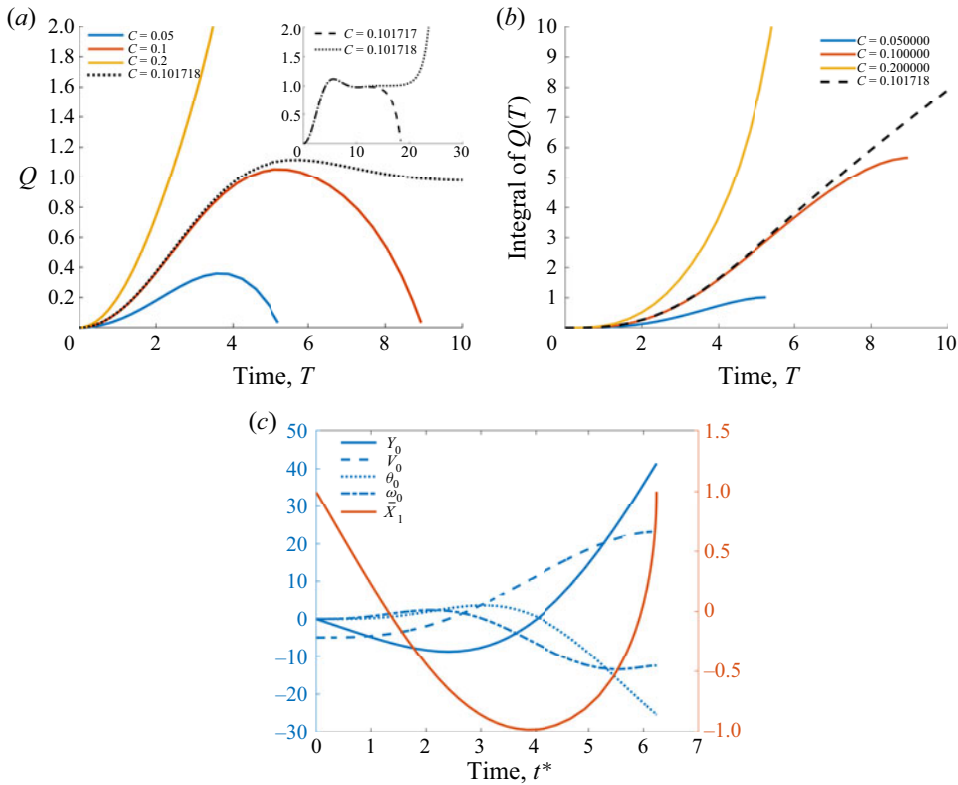 (a)
C = 0.05
C = 0.1
C = 0.2
C = 0.101718
2.0
1.8
1.6
1.4
1.2
1.0
0.8
0.6
0.4
0.2
Q
0 2 4 6 8 10
Time, T
C = 0.101717
C = 0.101718
2.0
1.5
1.0
0.5
0 10 20 30
(b)
C = 0.050000
C = 0.100000
C = 0.200000
C = 0.101718
10
9
8
7
6
5
4
3
2
1
Integral of Q(T)
0 2 4 6 8 10
Time, T
(c)
Y0
V0
θ0
ω0
X̄1
50
40
30
20
10
0
−10
−20
−30
1.5
1.0
0.5
0
−0.5
−1.0
0 1 2 3 4 5 6 7
Time, t*